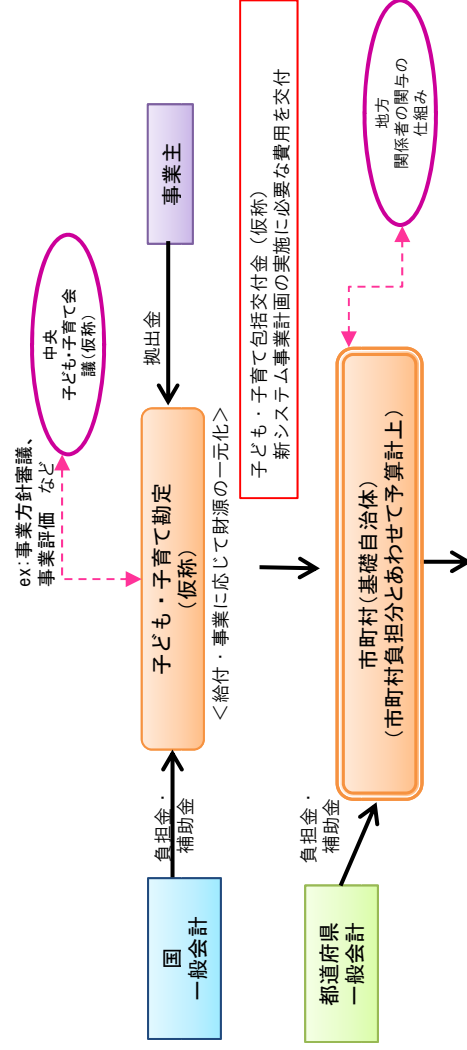 中央
子ども・子育て会
議(仮称)
ex:事業方針審議、
事業評価　など
国
一般会計
負担金・
補助金
子ども・子育て勘定
(仮称)
＜給付・事業に応じて財源の一元化＞
拠出金
事業主
子ども・子育て包括交付金（仮称）
新システム事業計画の実施に必要な費用を交付
都道府県
一般会計
負担金・
補助金
市町村(基礎自治体)
(市町村負担分とあわせて予算計上)
地方
関係者の関与の
仕組み